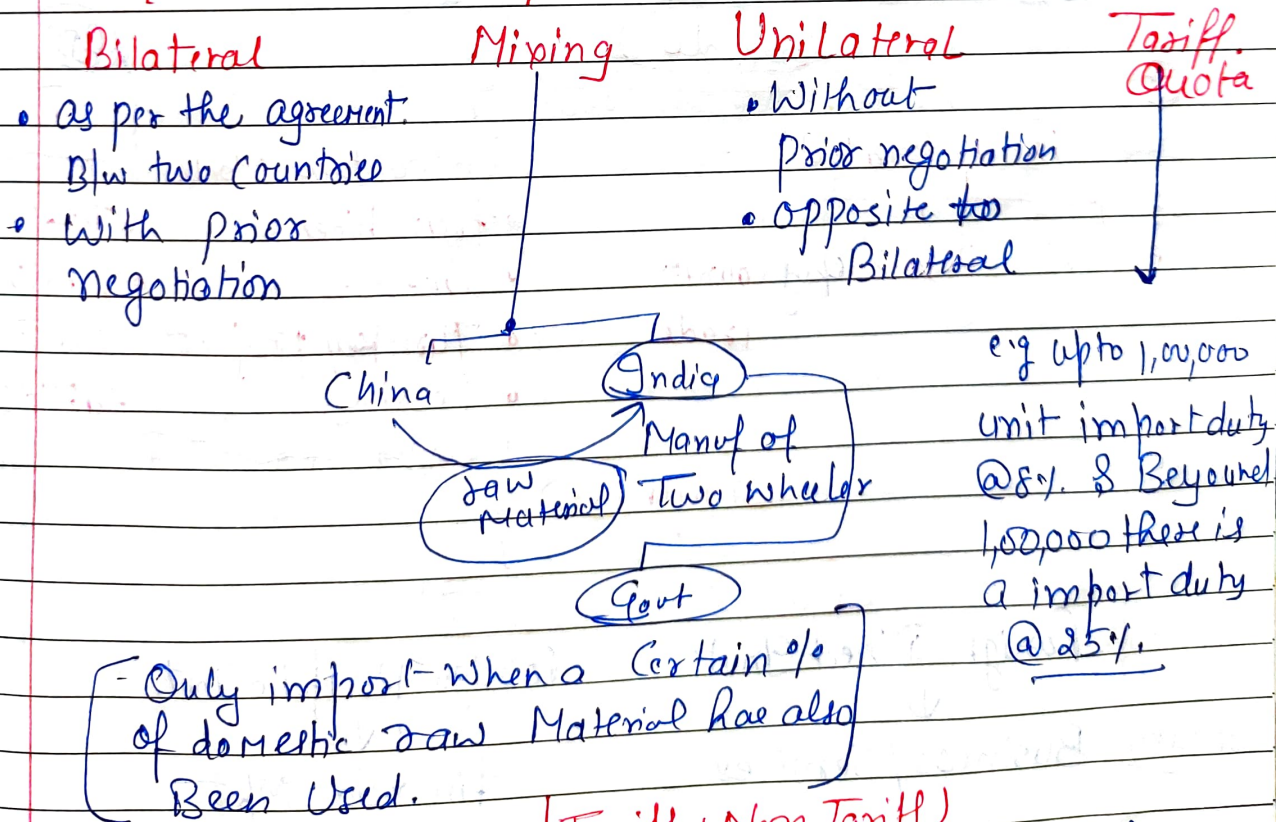 Bilateral
• as per the agreement.
B/w two Countries
• With prior
negotiation
Mixing
China
India
raw
Material
Manuf of
Two wheeler
Govt
- Only import when a Certain %
of domestic raw Material has also
Been Used.
Unilateral
• Without
prior negotiation
• opposite to
Bilateral
Tariff.
Quota
e.g upto 1,00,000
unit import duty
@8%. & Beyound
1,00,000 there is
a import duty
@ 25%.